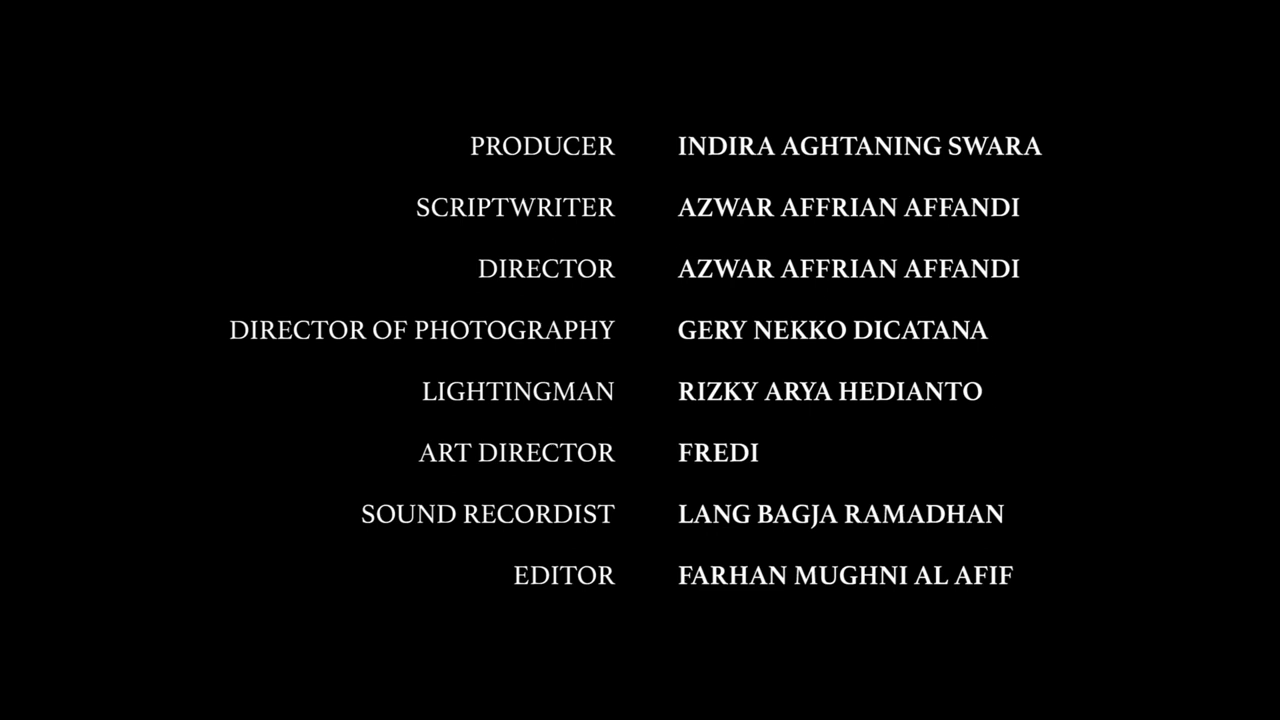 PRODUCER INDIRA AGHTANING SWARA
SCRIPTWRITER AZWAR AFFRIAN AFFANDI
DIRECTOR AZWAR AFFRIAN AFFANDI
DIRECTOR OF PHOTOGRAPHY GERY NEKKO DICATANA
LIGHTINGMAN RIZKY ARYA HEDIANTO
ART DIRECTOR FREDI
SOUND RECORDIST LANG BAGJA RAMADHAN
EDITOR FARHAN MUGHNI AL AFIF